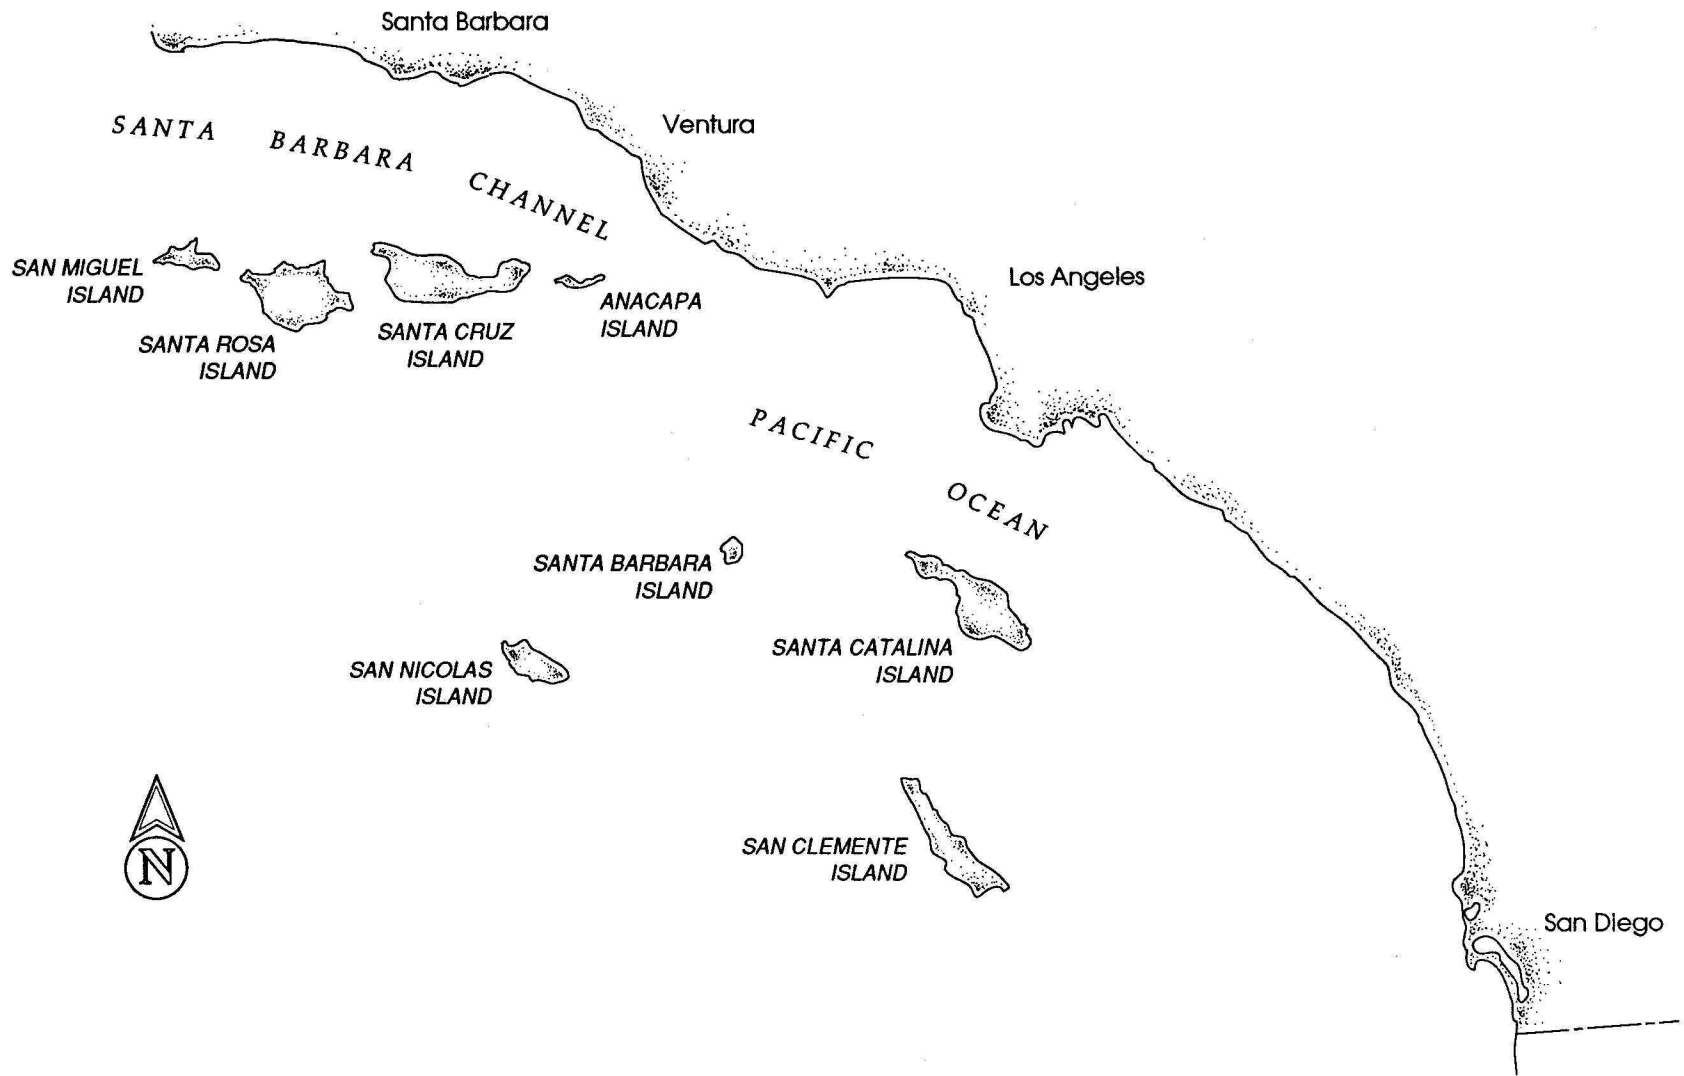 Santa Barbara
Ventura
SANTA BARBARA CHANNEL
SAN MIGUEL
ISLAND
SANTA ROSA
ISLAND
SANTA CRUZ
ISLAND
ANACAPA
ISLAND
Los Angeles
PACIFIC OCEAN
SANTA BARBARA
ISLAND
SANTA CATALINA
ISLAND
SAN NICOLAS
ISLAND
SAN CLEMENTE
ISLAND
N
San Diego